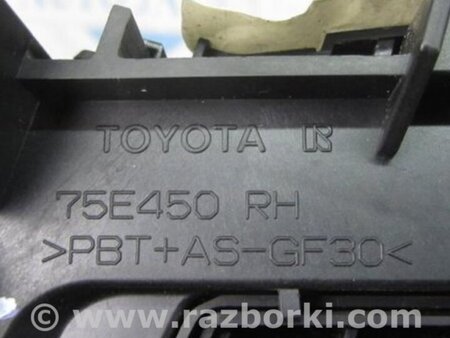 TOYOTA R
75E450 RH
>PBT+AS-GF30<
© www.razborki.com